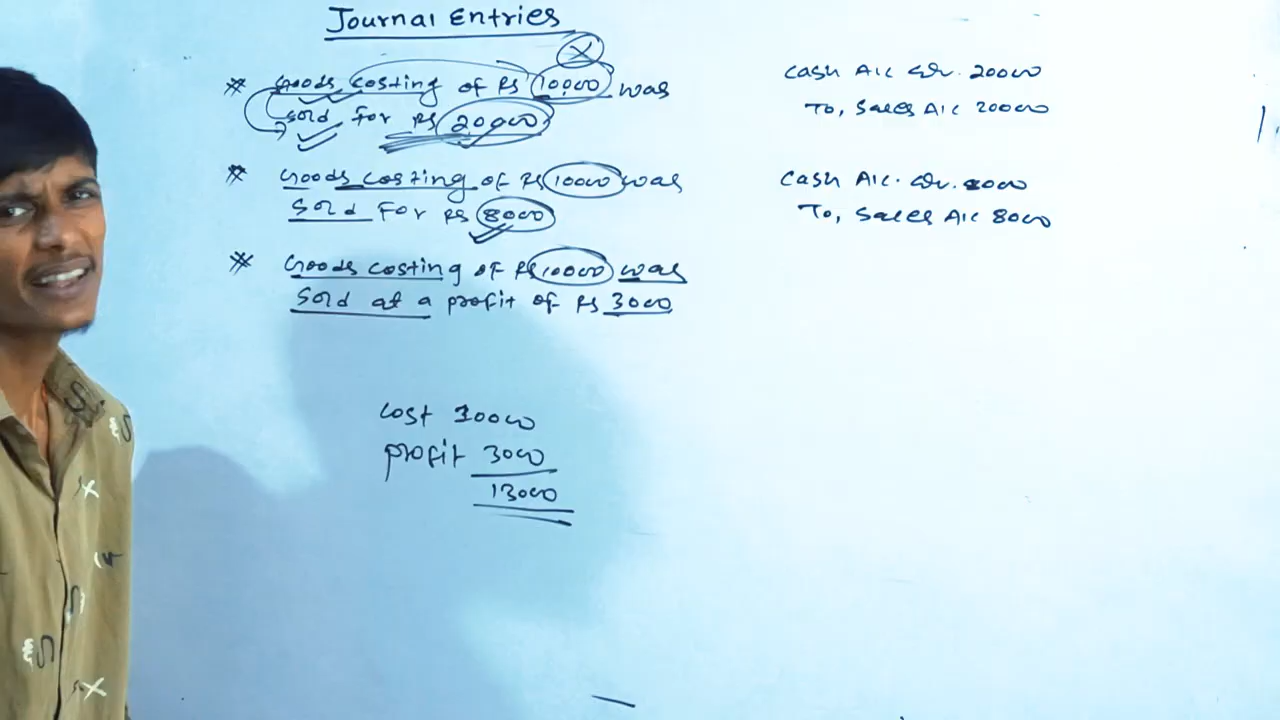 Journal Entries
X
* Goods costing of Rs 10000 was
sold for Rs 20000
Cash A/c Dr. 20000
To, Sales A/c 20000
* Goods costing of Rs 10000 was
sold for Rs 8000
Cash A/c. Dr. 8000
To, Sales A/c 8000
* Goods costing of Rs 10000 was
sold at a profit of Rs 3000
cost 10000
profit 3000
13000